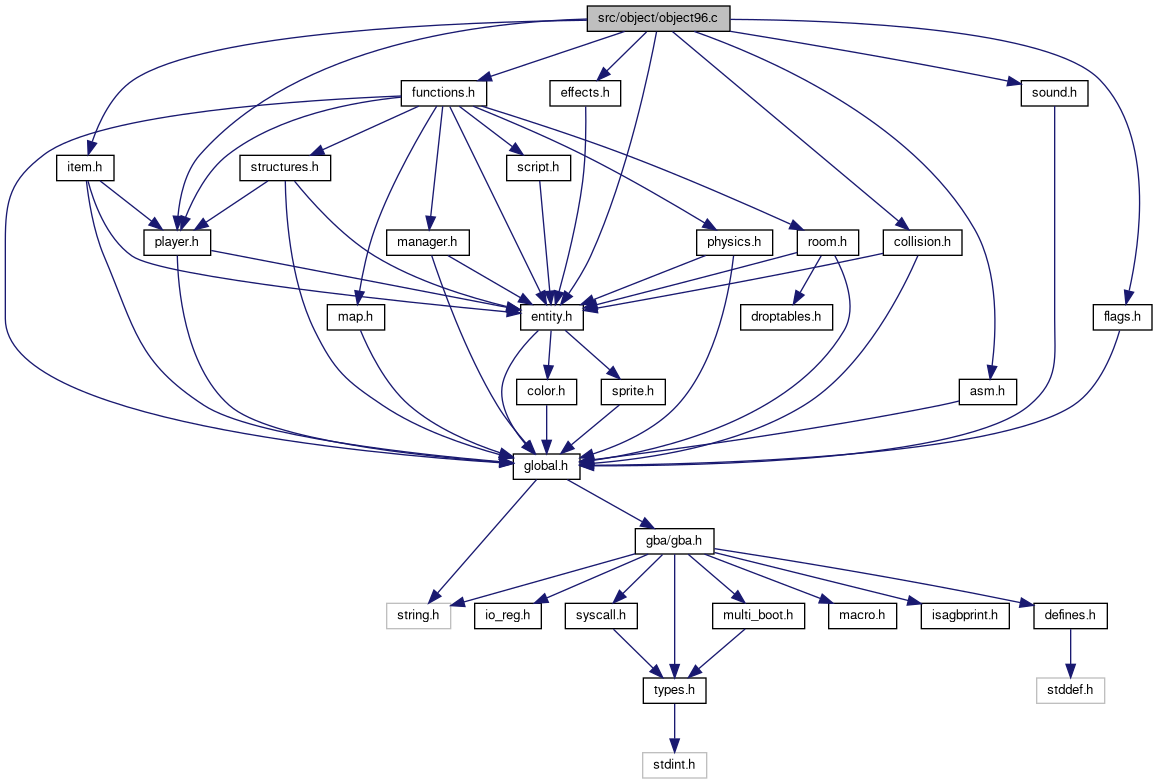 src/object/object96.c
functions.h
effects.h
sound.h
item.h
structures.h
script.h
player.h
manager.h
physics.h
room.h
collision.h
map.h
entity.h
droptables.h
flags.h
color.h
sprite.h
asm.h
global.h
gba/gba.h
string.h
io_reg.h
syscall.h
multi_boot.h
macro.h
isagbprint.h
defines.h
types.h
stddef.h
stdint.h